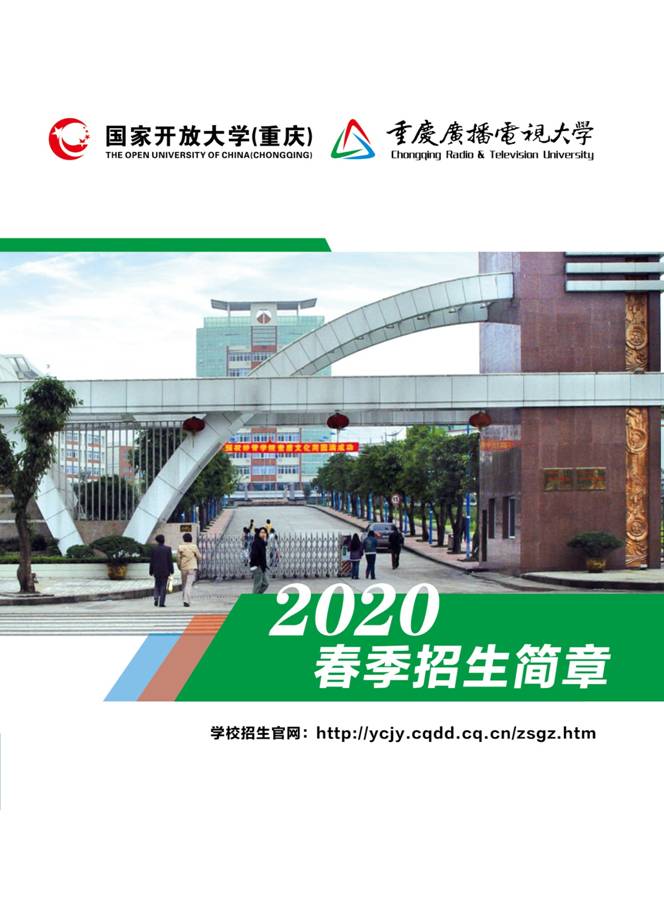 国家开放大学(重庆)
THE OPEN UNIVERSITY OF CHINA(CHONGQING)
重慶廣播電視大学
Chongqing Radio & Television University
2020
春季招生简章
学校招生官网：http://ycjy.cqdd.cq.cn/zsgz.htm